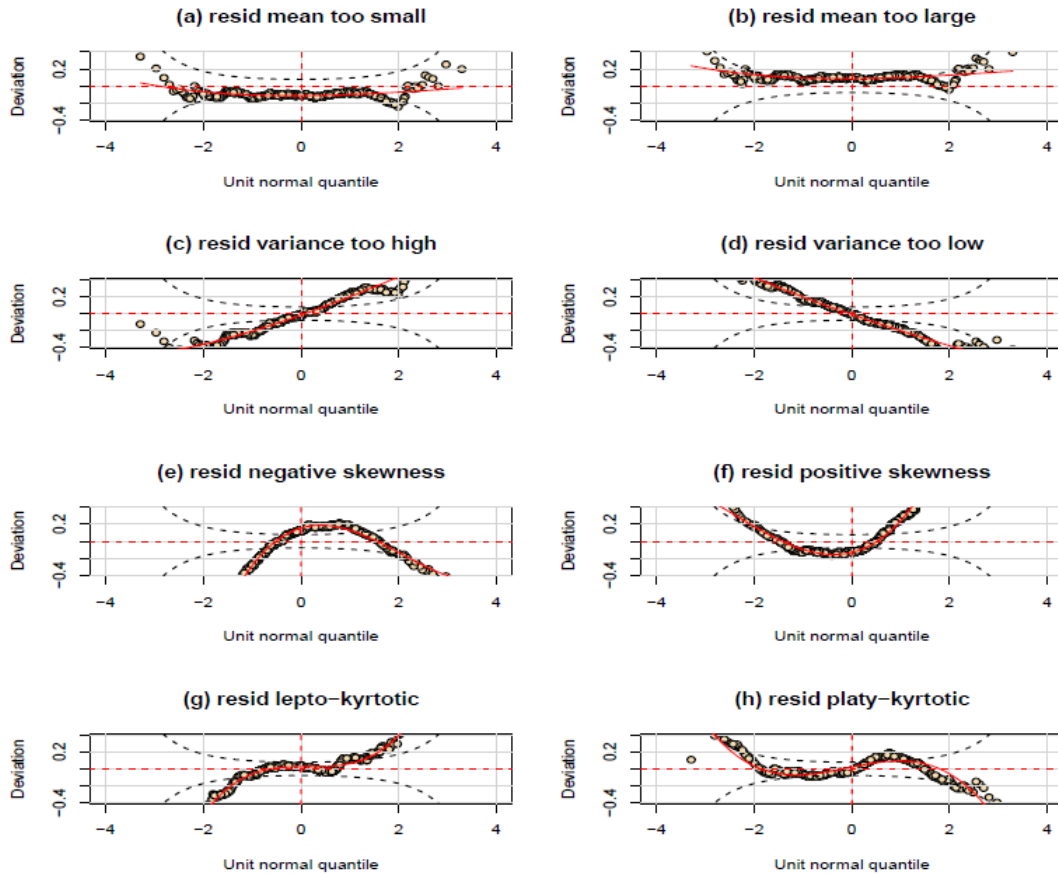 (a) resid mean too small
(b) resid mean too large
Deviation
0.2
−0.4
−4 −2 0 2 4
Unit normal quantile
Deviation
0.2
−0.4
−4 −2 0 2 4
Unit normal quantile
(c) resid variance too high
(d) resid variance too low
Deviation
0.2
−0.4
−4 −2 0 2 4
Unit normal quantile
Deviation
0.2
−0.4
−4 −2 0 2 4
Unit normal quantile
(e) resid negative skewness
(f) resid positive skewness
Deviation
0.2
−0.4
−4 −2 0 2 4
Unit normal quantile
Deviation
0.2
−0.4
−4 −2 0 2 4
Unit normal quantile
(g) resid lepto−kyrtotic
(h) resid platy−kyrtotic
Deviation
0.2
−0.4
−4 −2 0 2 4
Unit normal quantile
Deviation
0.2
−0.4
−4 −2 0 2 4
Unit normal quantile